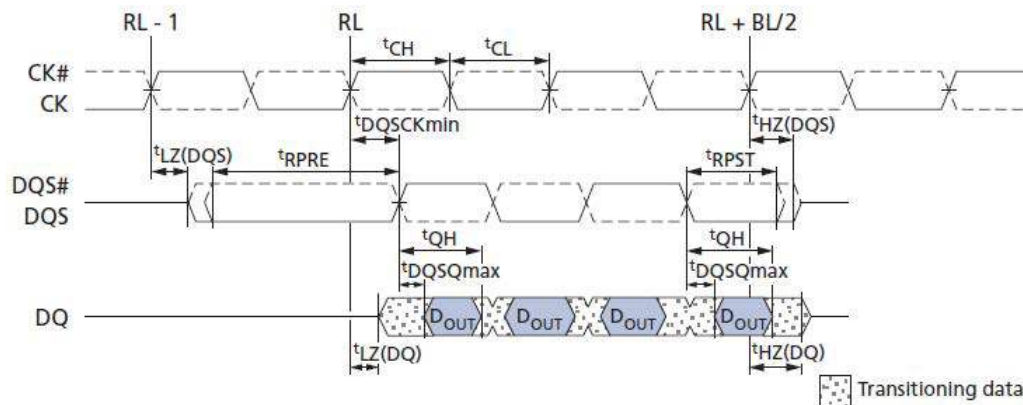 RL - 1 RL RL + BL/2
tCH tCL
CK#
CK
tDQSCKmin tHZ(DQS)
tLZ(DQS) tRPRE tRPST
DQS#
DQS
tQH tQH
tDQSQmax tDQSQmax
DQ DOUT DOUT DOUT DOUT
tLZ(DQ) tHZ(DQ)
Transitioning data